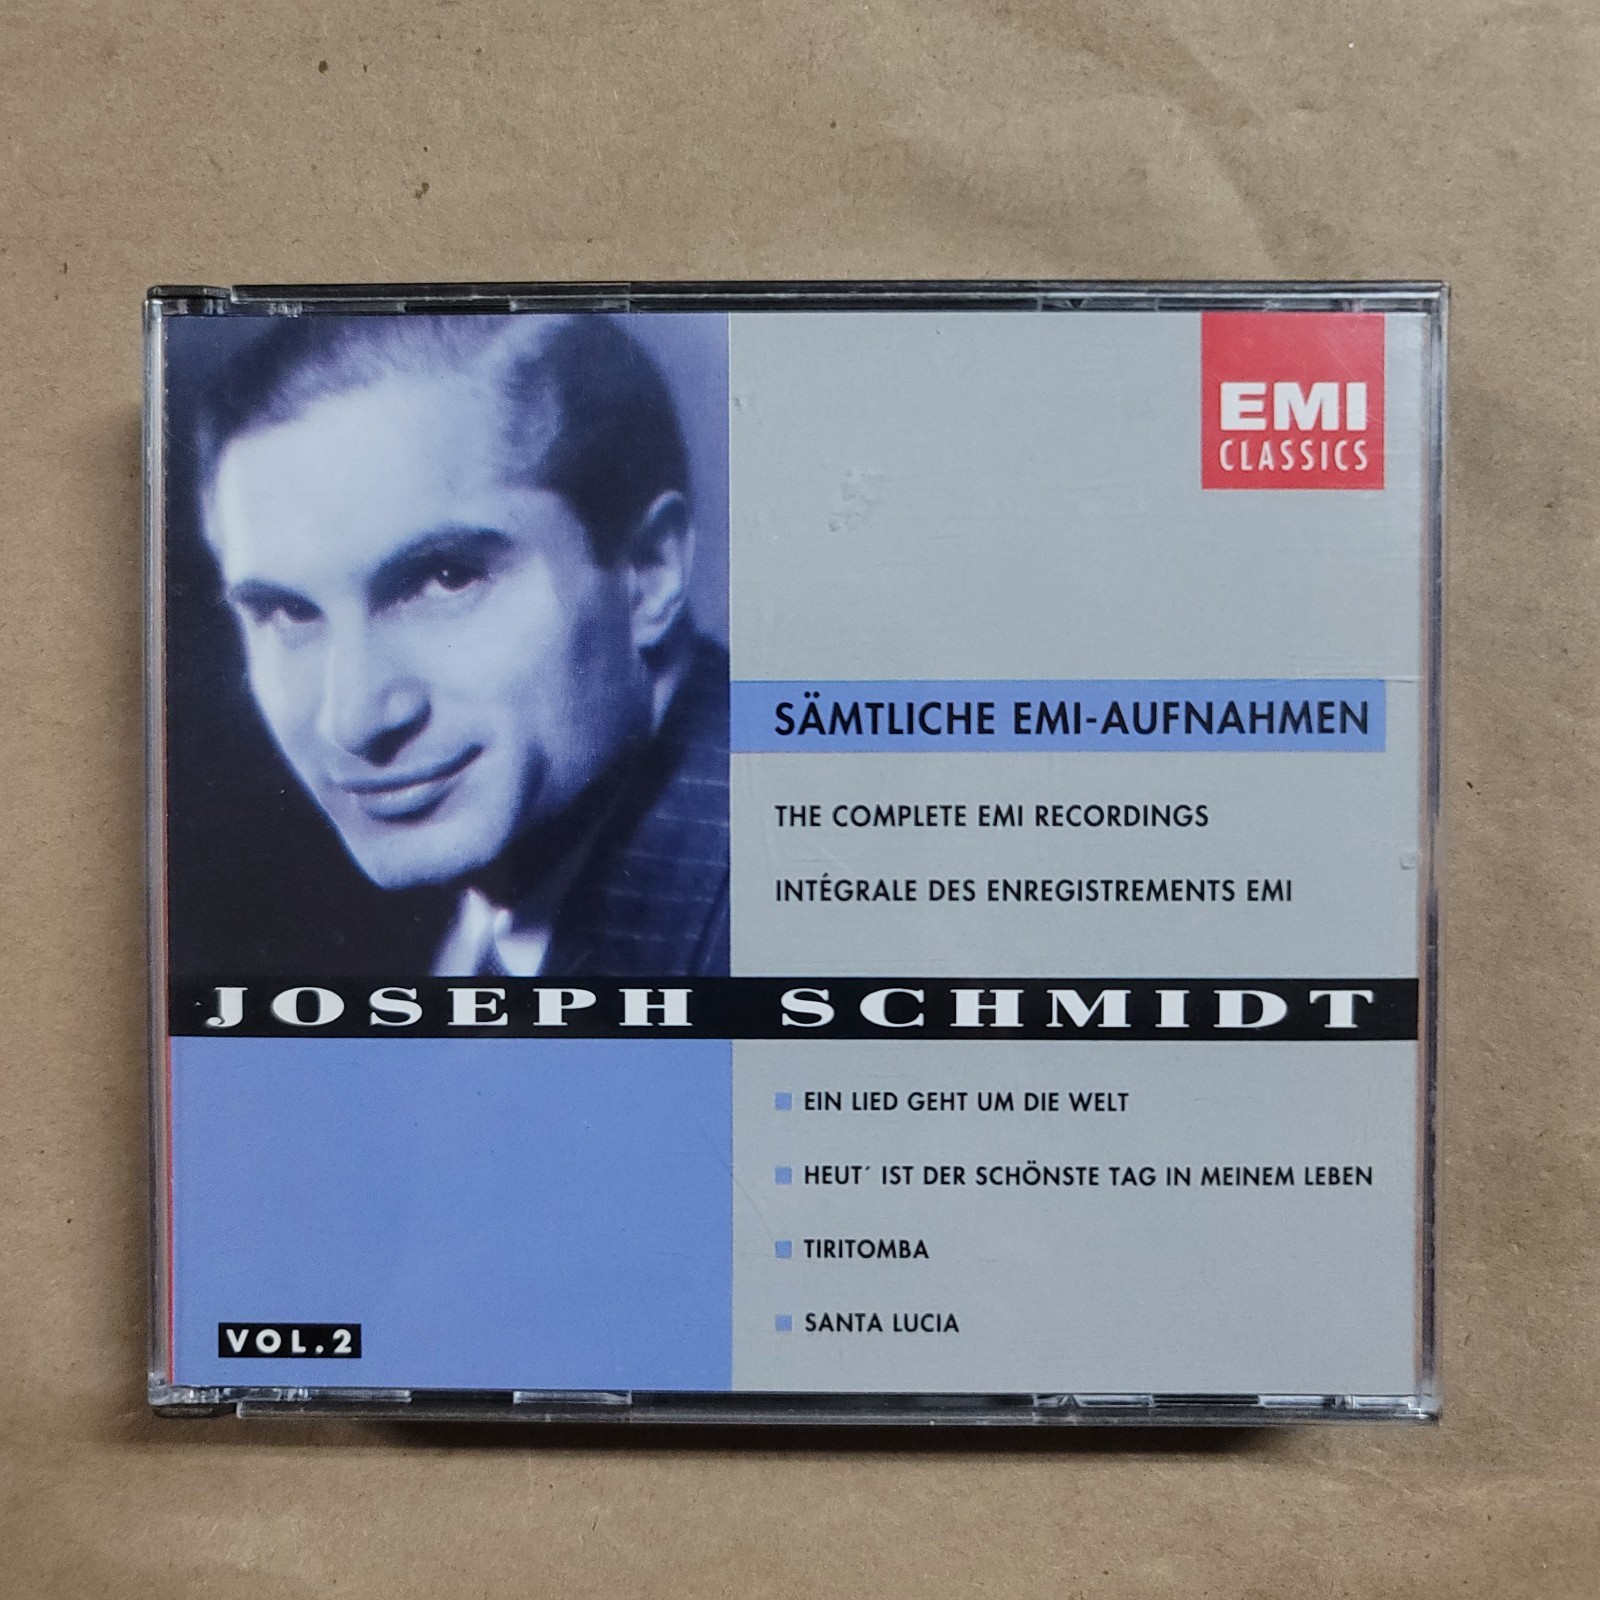 EMI
CLASSICS
SÄMTLICHE EMI-AUFNAHMEN
THE COMPLETE EMI RECORDINGS
INTÉGRALE DES ENREGISTREMENTS EMI
JOSEPH SCHMIDT
EIN LIED GEHT UM DIE WELT
HEUT´ IST DER SCHÖNSTE TAG IN MEINEM LEBEN
TIRITOMBA
SANTA LUCIA
VOL.2